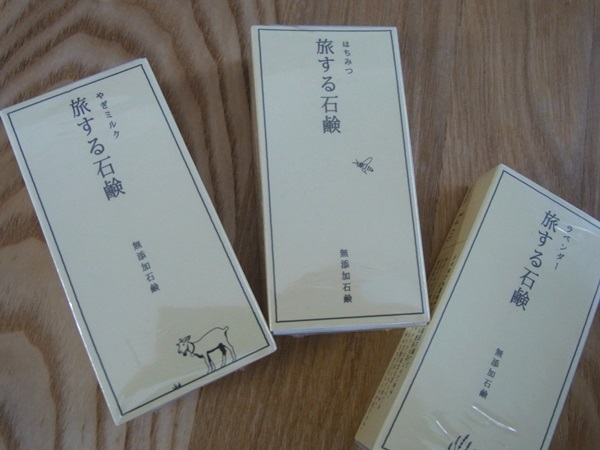 やぎミルク
旅する石鹸
無添加石鹸
はちみつ
旅する石鹸
無添加石鹸
ラベンダー
旅する石鹸
無添加石鹸